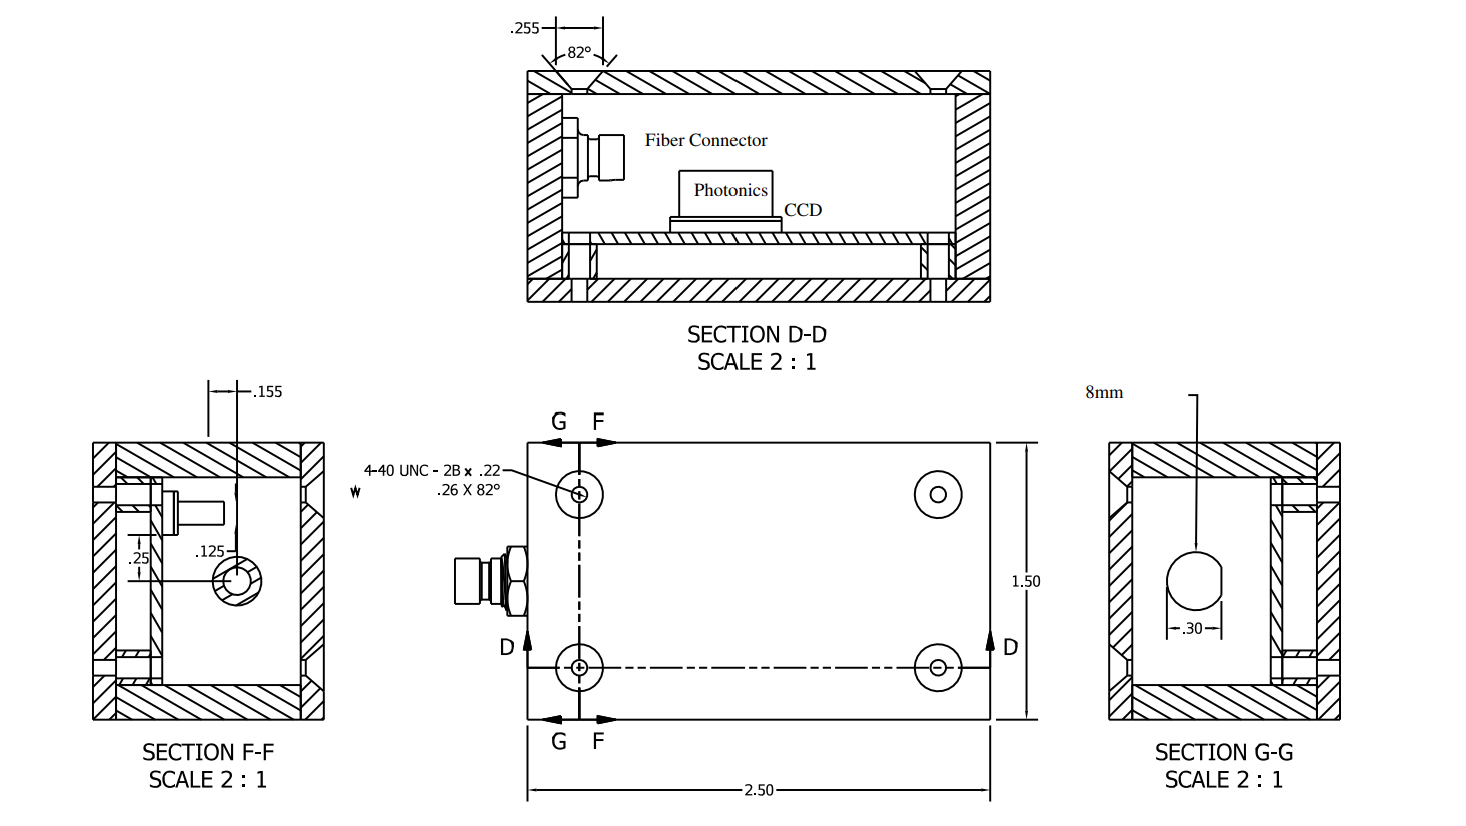 .255
82°
Fiber Connector
Photonics
CCD
SECTION D-D
SCALE 2 : 1
.155
8mm
G F
4-40 UNC - 2B x .22
.26 X 82°
.125
.25
1.50
.30
D
D
G F
SECTION F-F
SCALE 2 : 1
SECTION G-G
SCALE 2 : 1
2.50